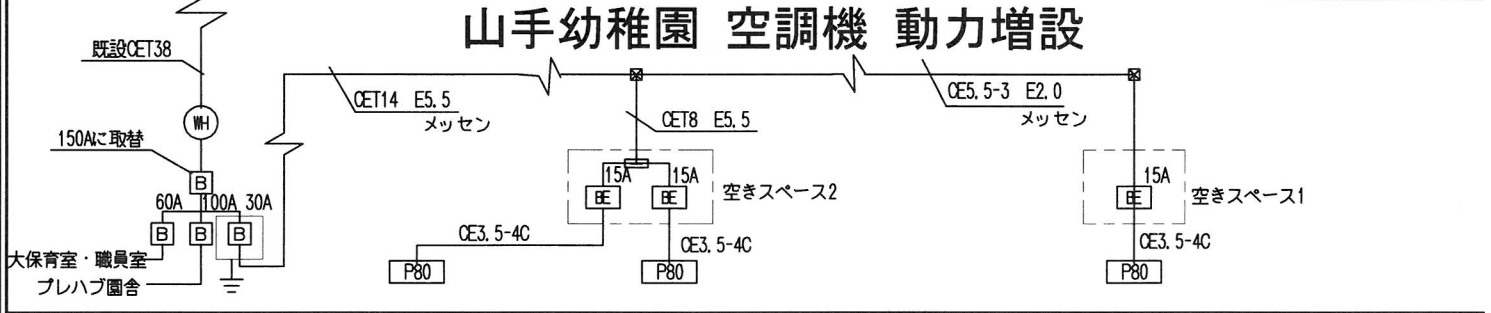 山手幼稚園 空調機 動力増設
既設CET38
WH
150Aに取替
B
60A 100A 30A
B B B
大保育室・職員室
プレハブ園舎
CET14 E5.5
メッセン
CET8 E5.5
CE5.5-3 E2.0
メッセン
15A 15A
BE BE
空きスペース2
15A
BE
空きスペース1
CE3.5-4C
CE3.5-4C
CE3.5-4C
P80
P80
P80